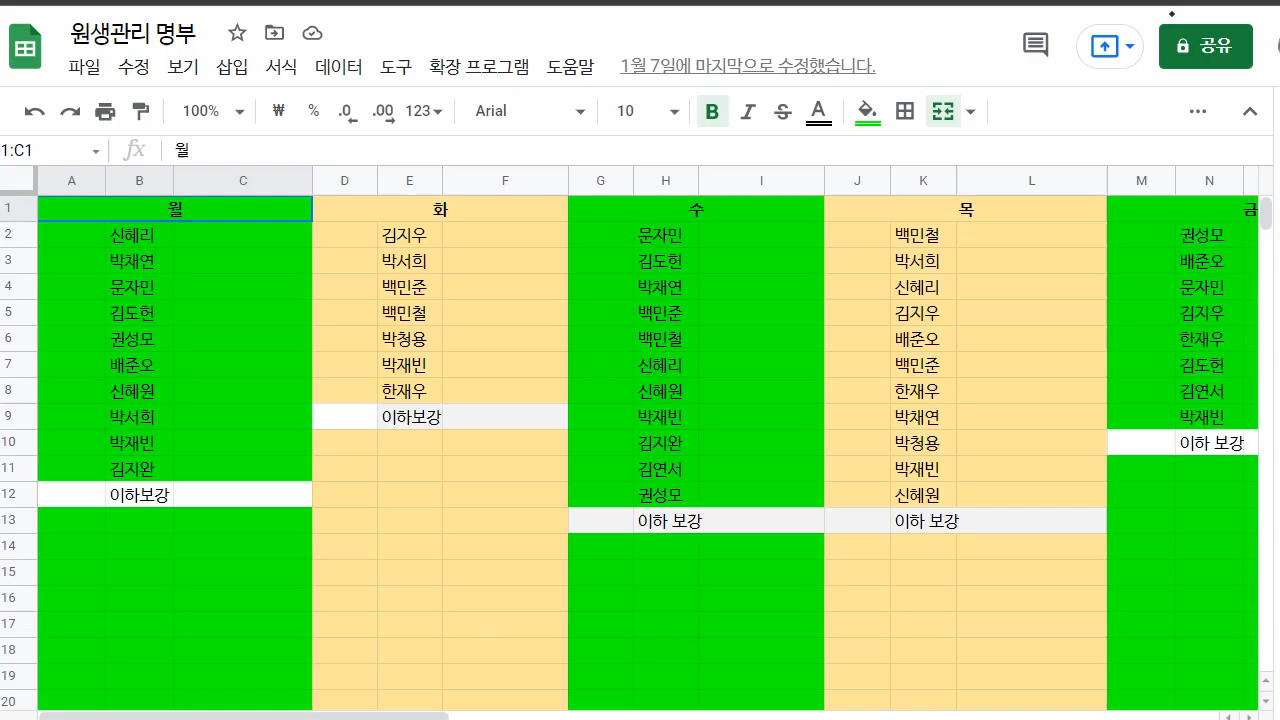 원생관리 명부
파일 수정 보기 삽입 서식 데이터 도구 확장 프로그램 도움말 1월 7일에 마지막으로 수정했습니다.
공유
100% ₩ % .0 .00 123 Arial 10 B I S A
1:C1 fx 월
A B C D E F G H I J K L M N
1 월 화 수 목 금
2 신혜리 김지우 문자민 백민철 권성모
3 박채연 박서희 김도헌 박서희 배준오
4 문자민 백민준 박채연 신혜리 문자민
5 김도헌 백민철 백민준 김지우 김지우
6 권성모 박청용 백민철 배준오 한재우
7 배준오 박재빈 신혜리 백민준 김도헌
8 신혜원 한재우 신혜원 한재우 김연서
9 박서희 이하보강 박재빈 박채연 박재빈
10 박재빈 김지완 박청용 이하 보강
11 김지완 김연서 박재빈
12 이하보강 권성모 신혜원
13 이하 보강 이하 보강
14
15
16
17
18
19
20